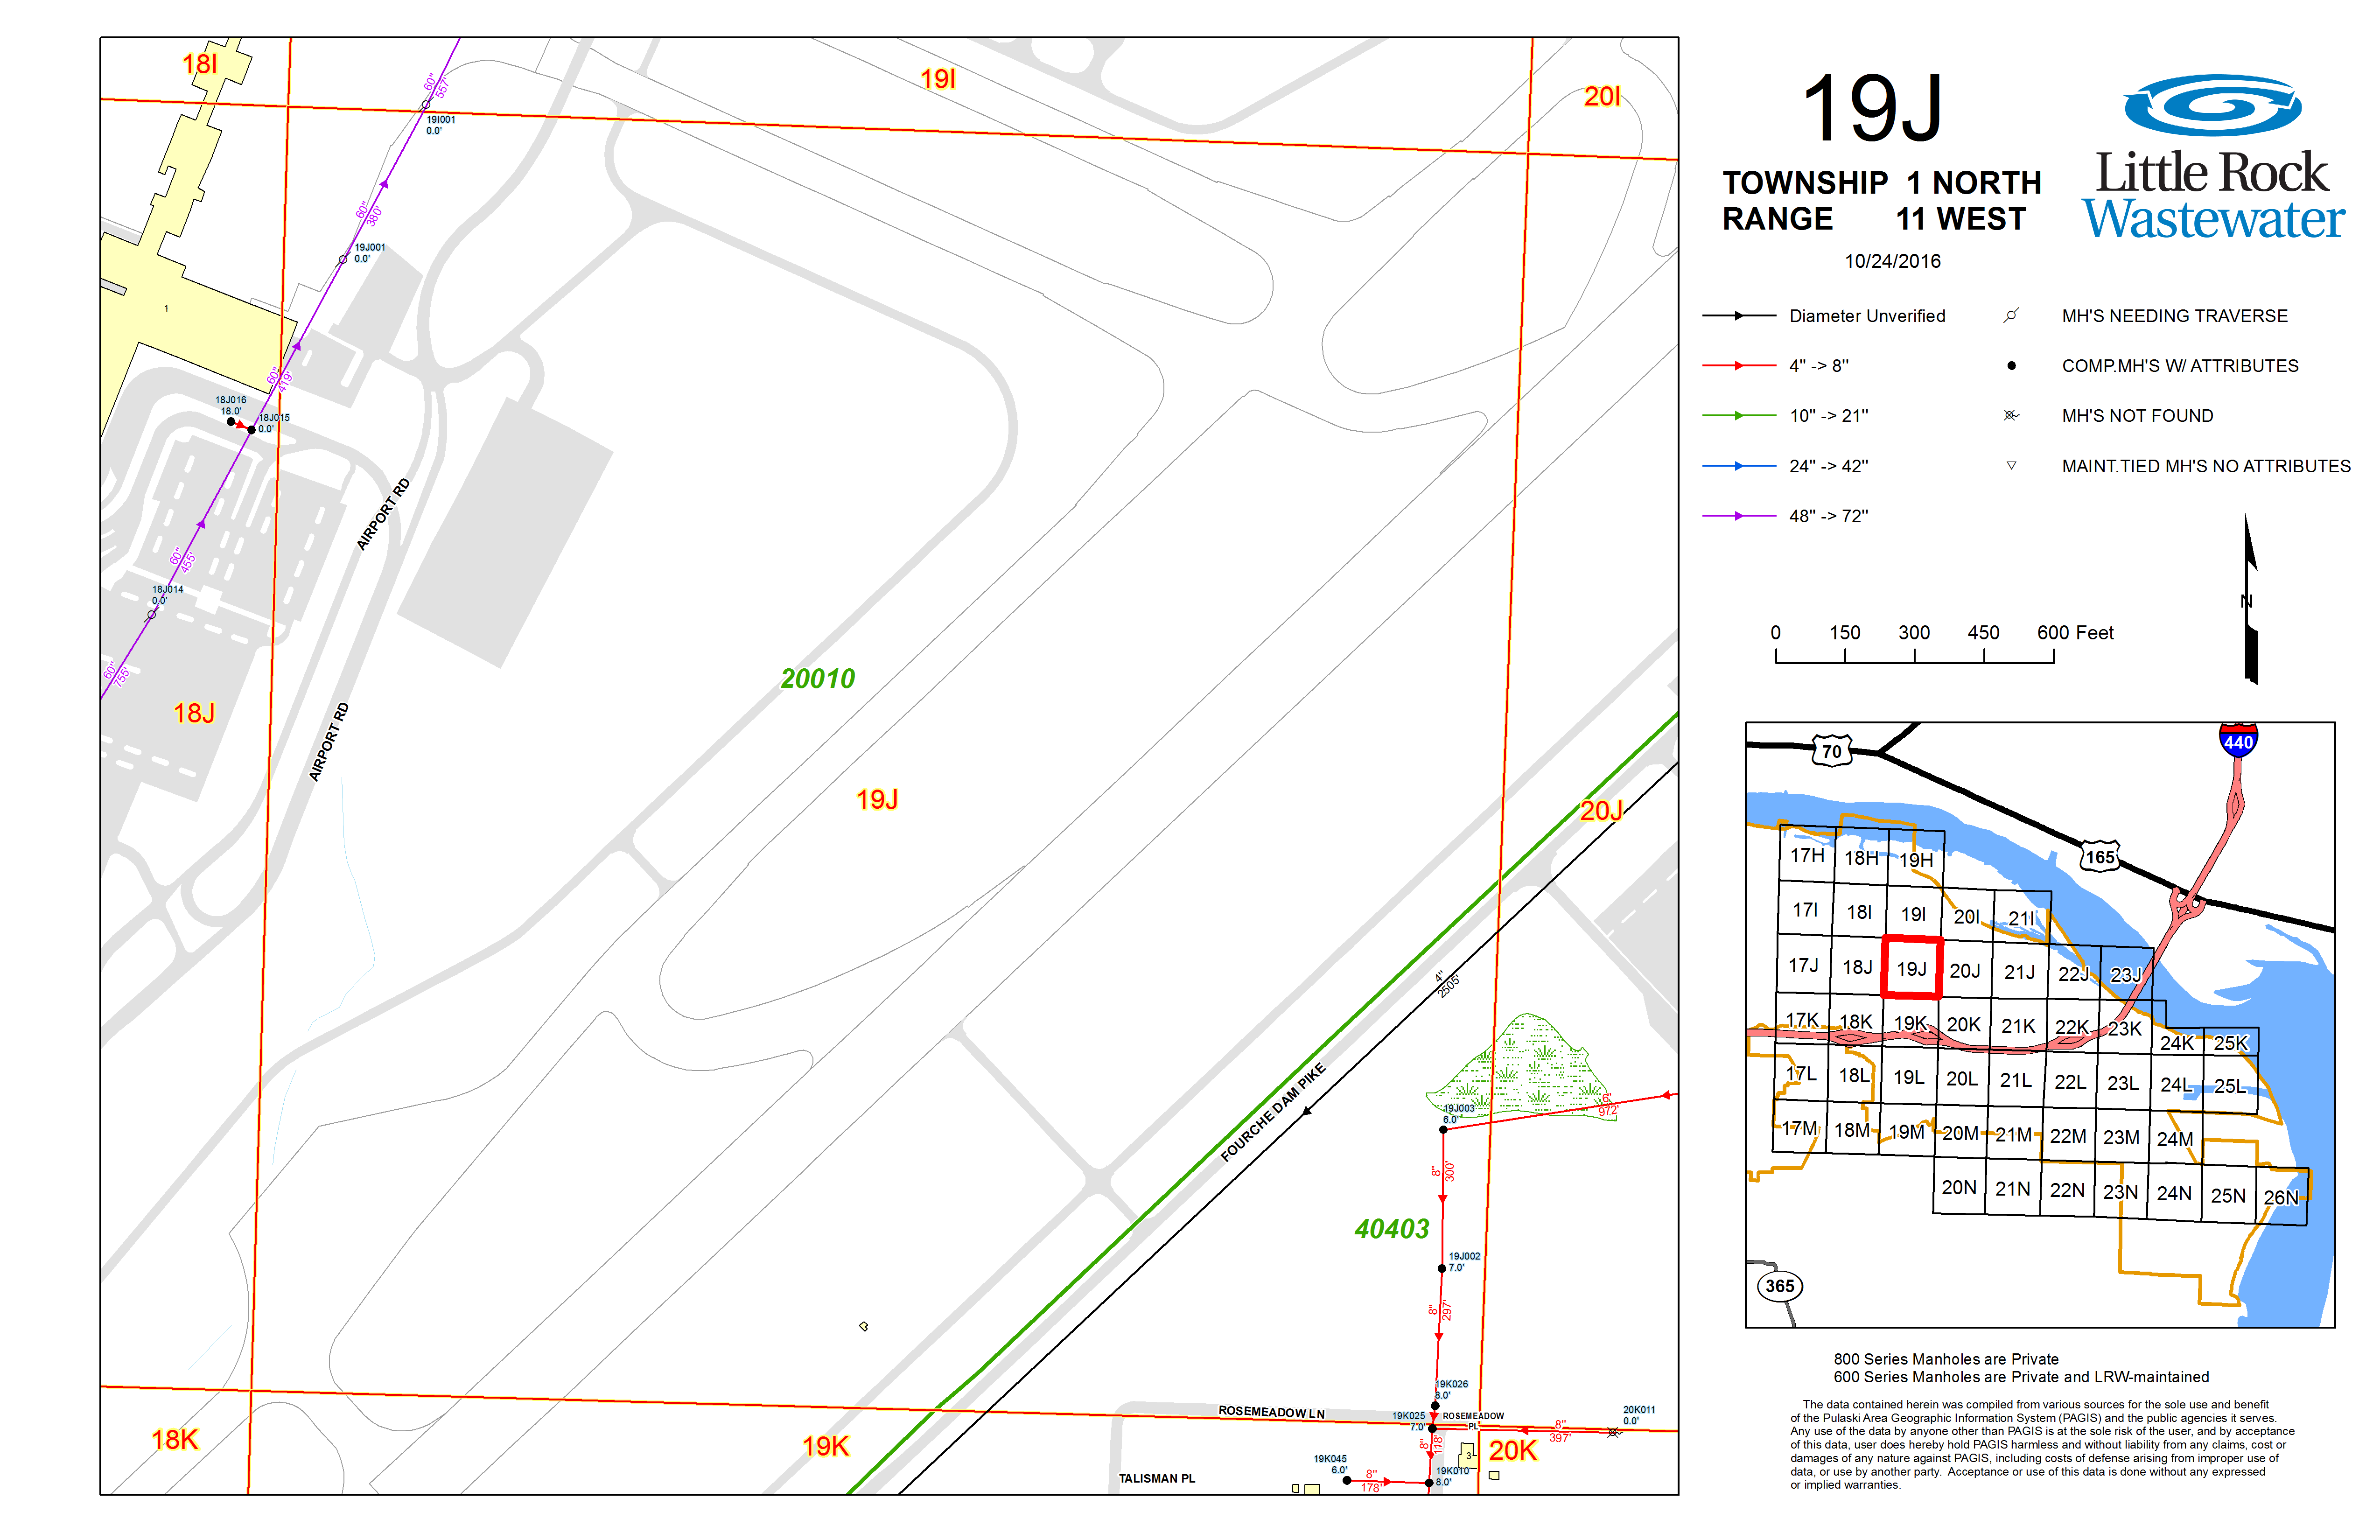 19J
TOWNSHIP 1 NORTH
RANGE 11 WEST
10/24/2016
Little Rock
Wastewater
Diameter Unverified
4" -> 8"
10" -> 21"
24" -> 42"
48" -> 72"
MH'S NEEDING TRAVERSE
COMP.MH'S W/ ATTRIBUTES
MH'S NOT FOUND
MAINT.TIED MH'S NO ATTRIBUTES
N
0 150 300 450 600 Feet
18I
19I
20I
60"
557'
19I001
0.0'
60"
380'
19J001
0.0'
1
60"
419'
18J016
18.0'
18J015
0.0'
AIRPORT RD
60"
455'
18J014
0.0'
60"
755'
18J
AIRPORT RD
20010
19J
20J
4"
2505'
FOURCHE DAM PIKE
6"
972'
19J003
6.0'
8"
300'
40403
19J002
7.0'
8"
297'
19K026
8.0'
ROSEMEADOW LN
19K025
7.0'
ROSEMEADOW
PL
8"
397'
20K011
0.0'
8"
118'
18K
19K
20K
3
TALISMAN PL
19K045
6.0'
8"
178'
19K010
8.0'
70
440
165
365
17H 18H 19H
17I 18I 19I 20I 21I
17J 18J 19J 20J 21J 22J 23J
17K 18K 19K 20K 21K 22K 23K 24K 25K
17L 18L 19L 20L 21L 22L 23L 24L 25L
17M 18M 19M 20M 21M 22M 23M 24M
20N 21N 22N 23N 24N 25N 26N
800 Series Manholes are Private
600 Series Manholes are Private and LRW-maintained
The data contained herein was compiled from various sources for the sole use and benefit
of the Pulaski Area Geographic Information System (PAGIS) and the public agencies it serves.
Any use of the data by anyone other than PAGIS is at the sole risk of the user, and by acceptance
of this data, user does hereby hold PAGIS harmless and without liability from any claims, cost or
damages of any nature against PAGIS, including costs of defense arising from improper use of
data, or use by another party. Acceptance or use of this data is done without any expressed
or implied warranties.